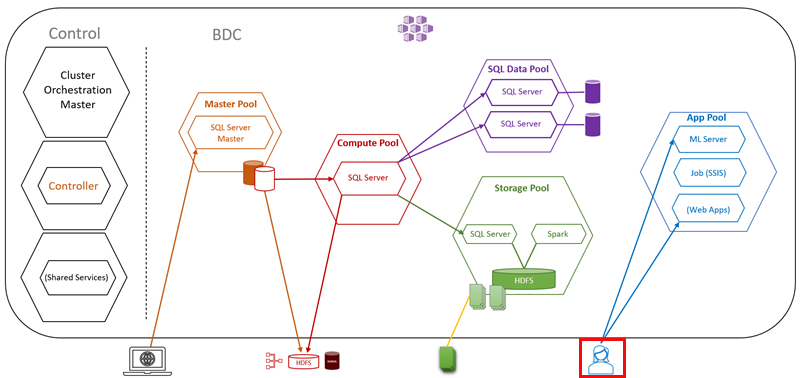 Control
BDC
Cluster
Orchestration
Master
Controller
(Shared Services)
Master Pool
SQL Server
Master
Compute Pool
SQL Server
SQL Data Pool
SQL Server
SQL Server
Storage Pool
SQL Server
Spark
HDFS
App Pool
ML Server
Job (SSIS)
(Web Apps)
HDFS